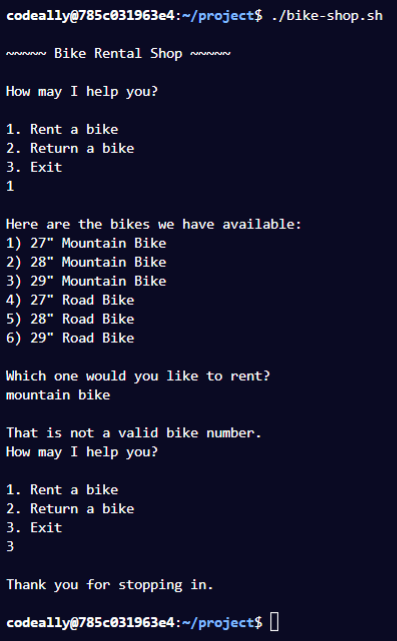 codeally@785c031963e4:~/project$ ./bike-shop.sh
~~~~~ Bike Rental Shop ~~~~~
How may I help you?
1. Rent a bike
2. Return a bike
3. Exit
1
Here are the bikes we have available:
1) 27" Mountain Bike
2) 28" Mountain Bike
3) 29" Mountain Bike
4) 27" Road Bike
5) 28" Road Bike
6) 29" Road Bike
Which one would you like to rent?
mountain bike
That is not a valid bike number.
How may I help you?
1. Rent a bike
2. Return a bike
3. Exit
3
Thank you for stopping in.
codeally@785c031963e4:~/project$